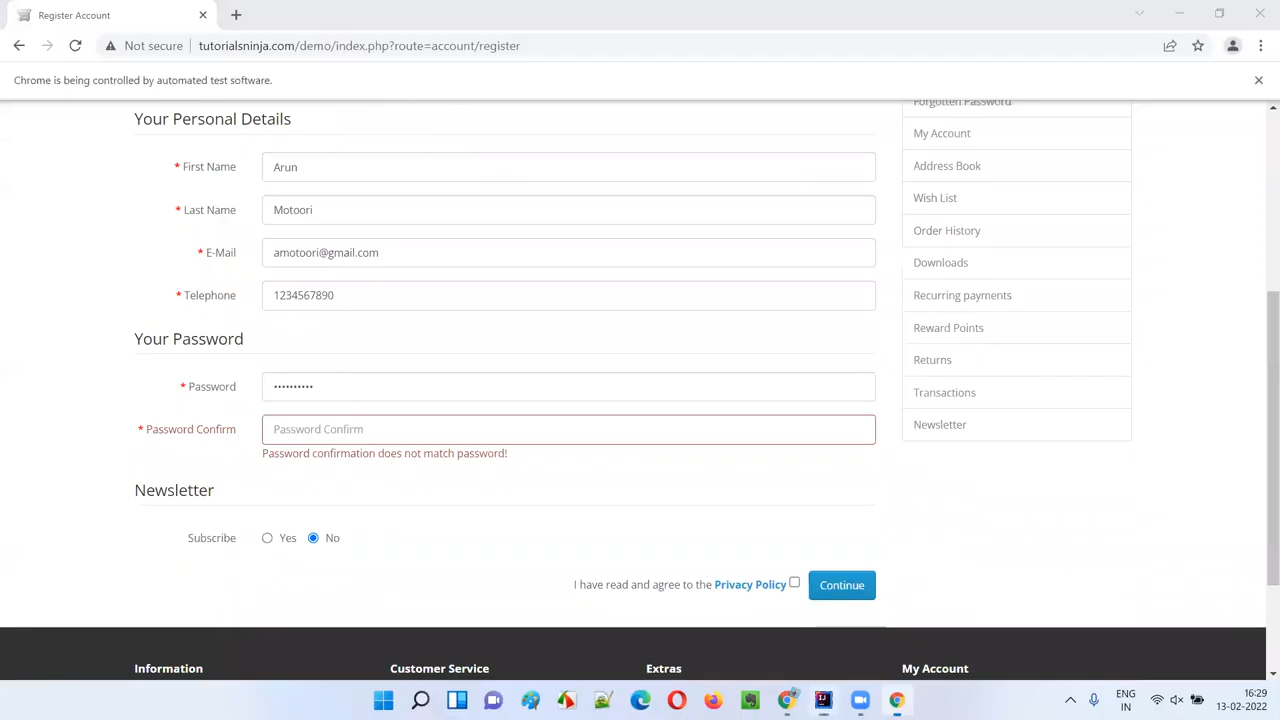 Register Account
Not secure
tutorialsninja.com/demo/index.php?route=account/register
Chrome is being controlled by automated test software.
Your Personal Details
* First Name
Arun
* Last Name
Motoori
* E-Mail
amotoori@gmail.com
* Telephone
1234567890
Your Password
* Password
••••••••••
* Password Confirm
Password Confirm
Password confirmation does not match password!
Newsletter
Subscribe
Yes
No
I have read and agree to the Privacy Policy
Continue
Forgotten Password
My Account
Address Book
Wish List
Order History
Downloads
Recurring payments
Reward Points
Returns
Transactions
Newsletter
Information
Customer Service
Extras
My Account
ENG
IN
16:29
13-02-2022